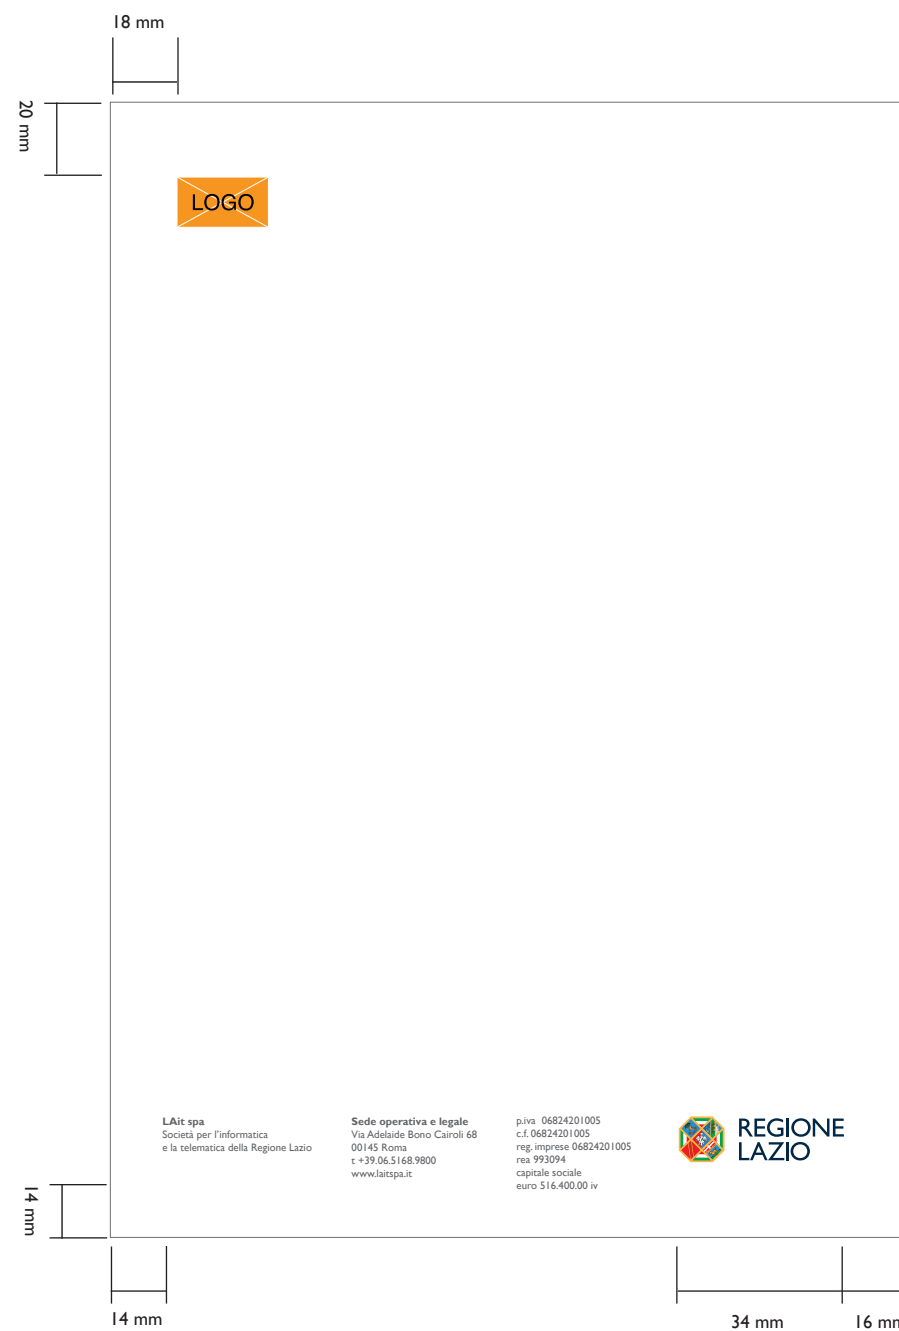 18 mm
20 mm
LOGO
LAit spa
Società per l'informatica
e la telematica della Regione Lazio
Sede operativa e legale
Via Adelaide Bono Cairoli 68
00145 Roma
t +39.06.5168.9800
www.laitspa.it
p.iva 06824201005
c.f. 06824201005
reg. imprese 06824201005
rea 993094
capitale sociale
euro 516.400.00 iv
REGIONE
LAZIO
14 mm
14 mm
34 mm
16 mm